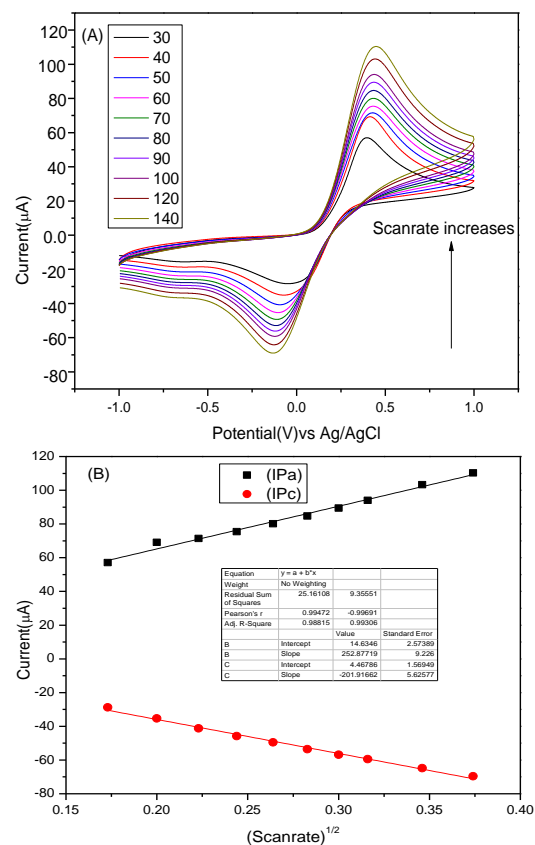 (A)
30
40
50
60
70
80
90
100
120
140
120
100
80
60
40
20
0.0
-20
-40
-60
-80
Current(µA)
Scanrate increases
-1.0 -0.5 0.0 0.5 1.0
Potential(V)vs Ag/AgCl
(B)
(IPa)
(IPc)
120
100
80
60
40
20
0
-20
-40
-60
-80
Current(µA)
Equation y = a + b*x
Weight No Weighting
Residual Sum of Squares 25.16108 9.35551
Pearson's r 0.99472 -0.99691
Adj. R-Square 0.98815 0.99306
Value Standard Error
B Intercept 14.6346 2.57389
B Slope 252.87719 9.226
C Intercept 4.46786 1.56949
C Slope -201.91662 5.62577
0.15 0.20 0.25 0.30 0.35 0.40
(Scanrate)1/2